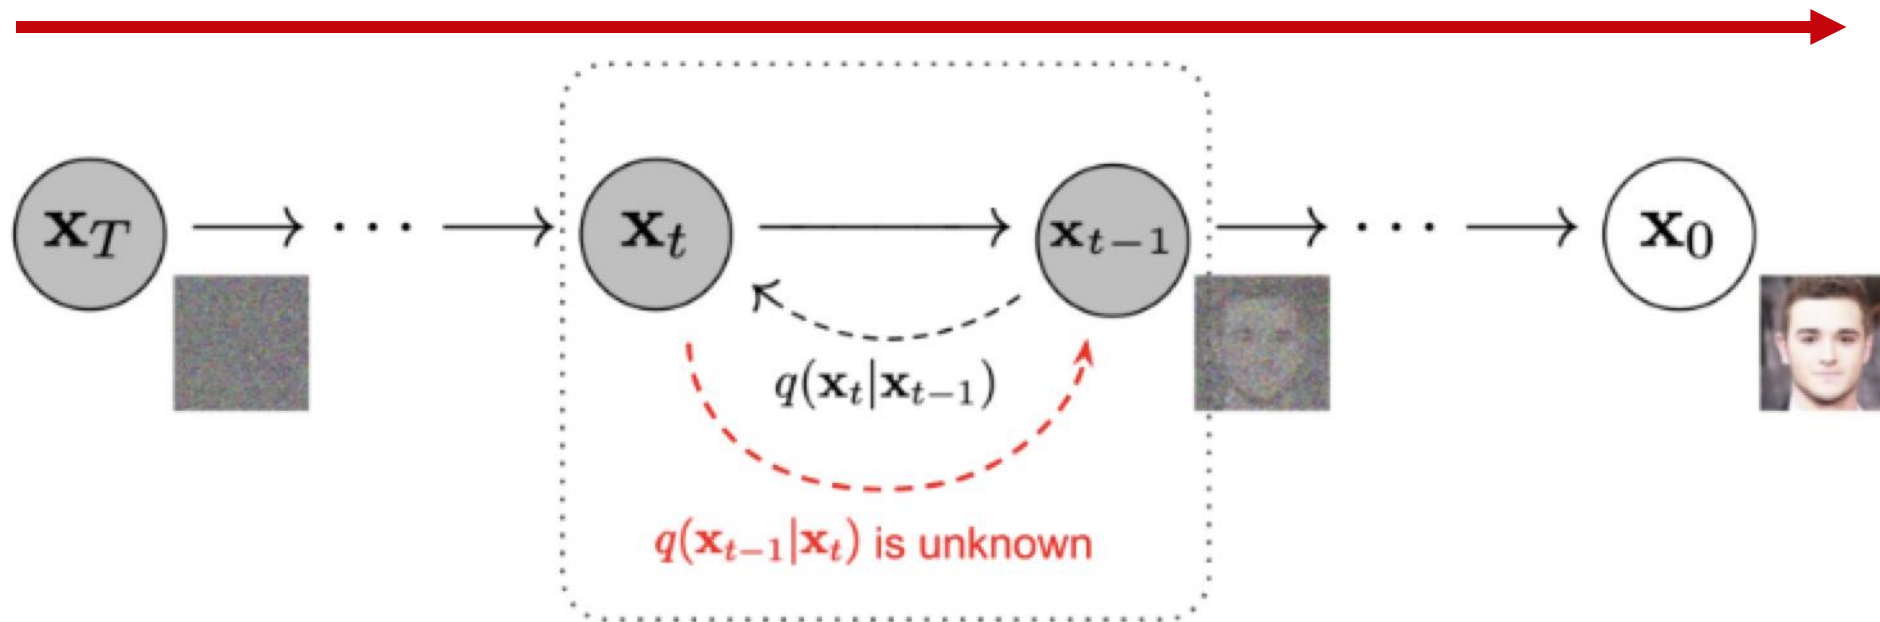 x_T
· · ·
x_t
x_{t−1}
· · ·
x_0
q(x_t|x_{t−1})
q(x_{t−1}|x_t) is unknown